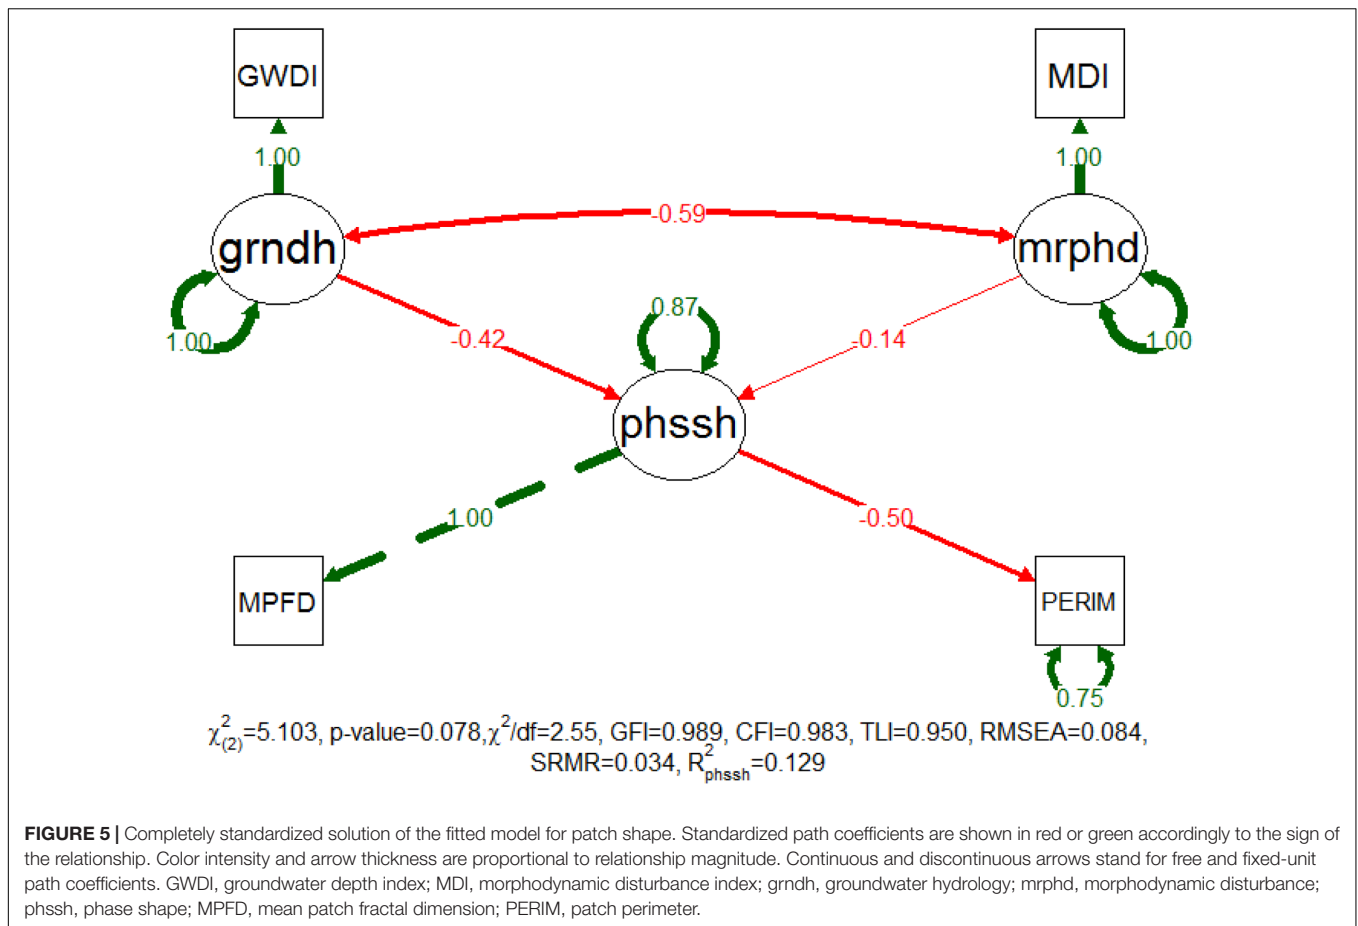 GWDI
MDI
1.00
1.00
-0.59
grndh
mrphd
1.00
0.87
1.00
-0.42
-0.14
phssh
1.00
-0.50
MPFD
PERIM
0.75
χ²(2)=5.103, p-value=0.078,χ²/df=2.55, GFI=0.989, CFI=0.983, TLI=0.950, RMSEA=0.084,
SRMR=0.034, R²phssh=0.129
FIGURE 5 | Completely standardized solution of the fitted model for patch shape. Standardized path coefficients are shown in red or green accordingly to the sign of
the relationship. Color intensity and arrow thickness are proportional to relationship magnitude. Continuous and discontinuous arrows stand for free and fixed-unit
path coefficients. GWDI, groundwater depth index; MDI, morphodynamic disturbance index; grndh, groundwater hydrology; mrphd, morphodynamic disturbance;
phssh, phase shape; MPFD, mean patch fractal dimension; PERIM, patch perimeter.